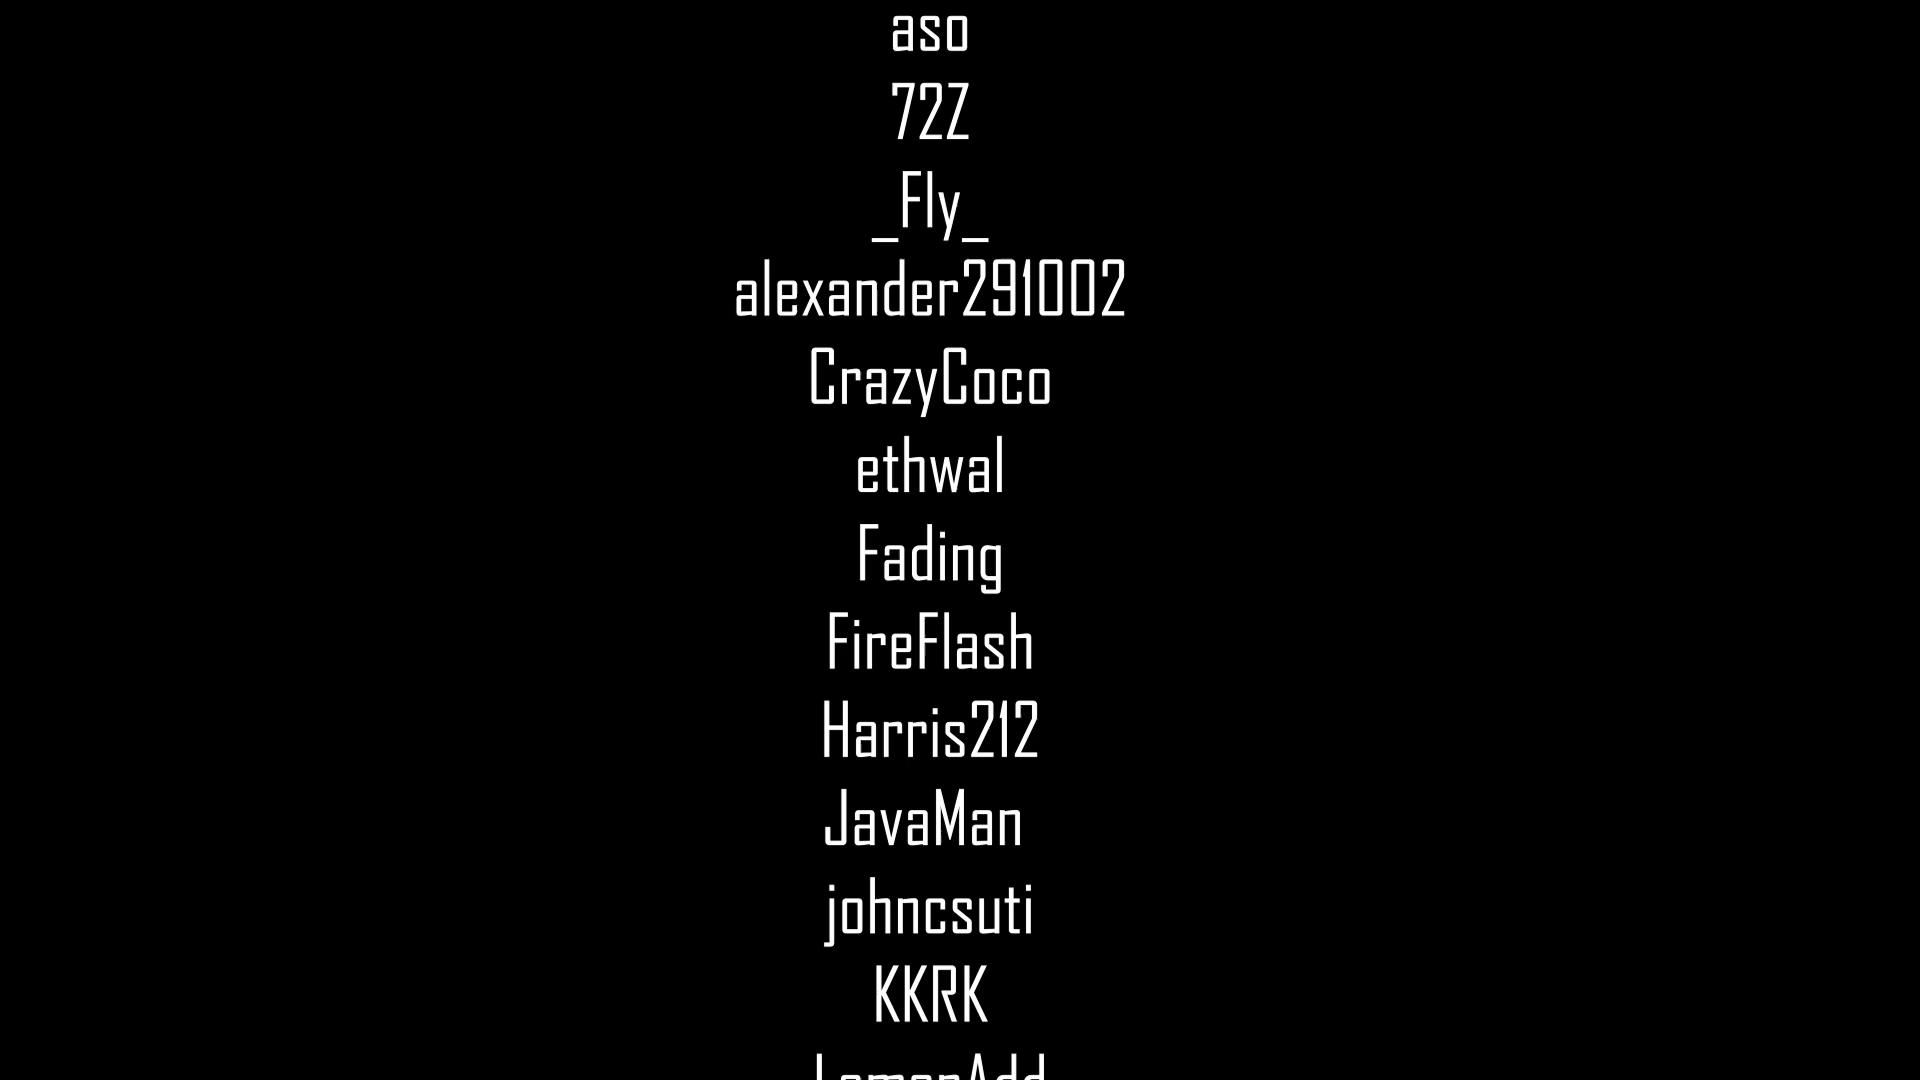 aso
72Z
_Fly_
alexander291002
CrazyCoco
ethwal
Fading
FireFlash
Harris212
JavaMan
johncsuti
KKRK